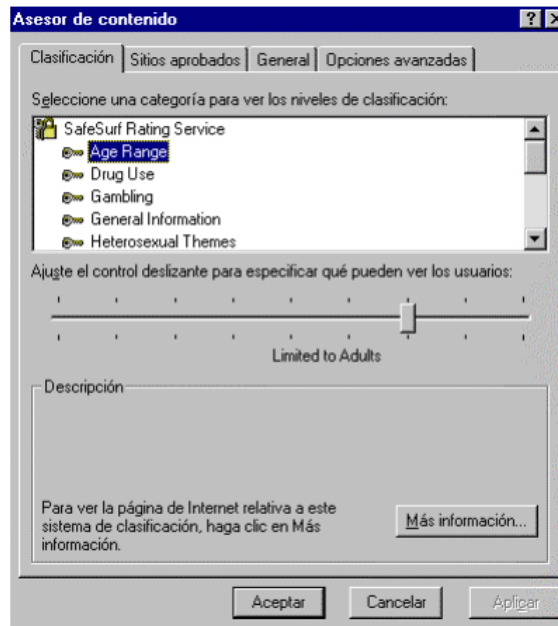 Asesor de contenido
Clasificación Sitios aprobados General Opciones avanzadas
Seleccione una categoría para ver los niveles de clasificación:
SafeSurf Rating Service
Age Range
Drug Use
Gambling
General Information
Heterosexual Themes
Ajuste el control deslizante para especificar qué pueden ver los usuarios:
Limited to Adults
Descripción
Para ver la página de Internet relativa a este
sistema de clasificación, haga clic en Más
información.
Más información...
Aceptar Cancelar Aplicar